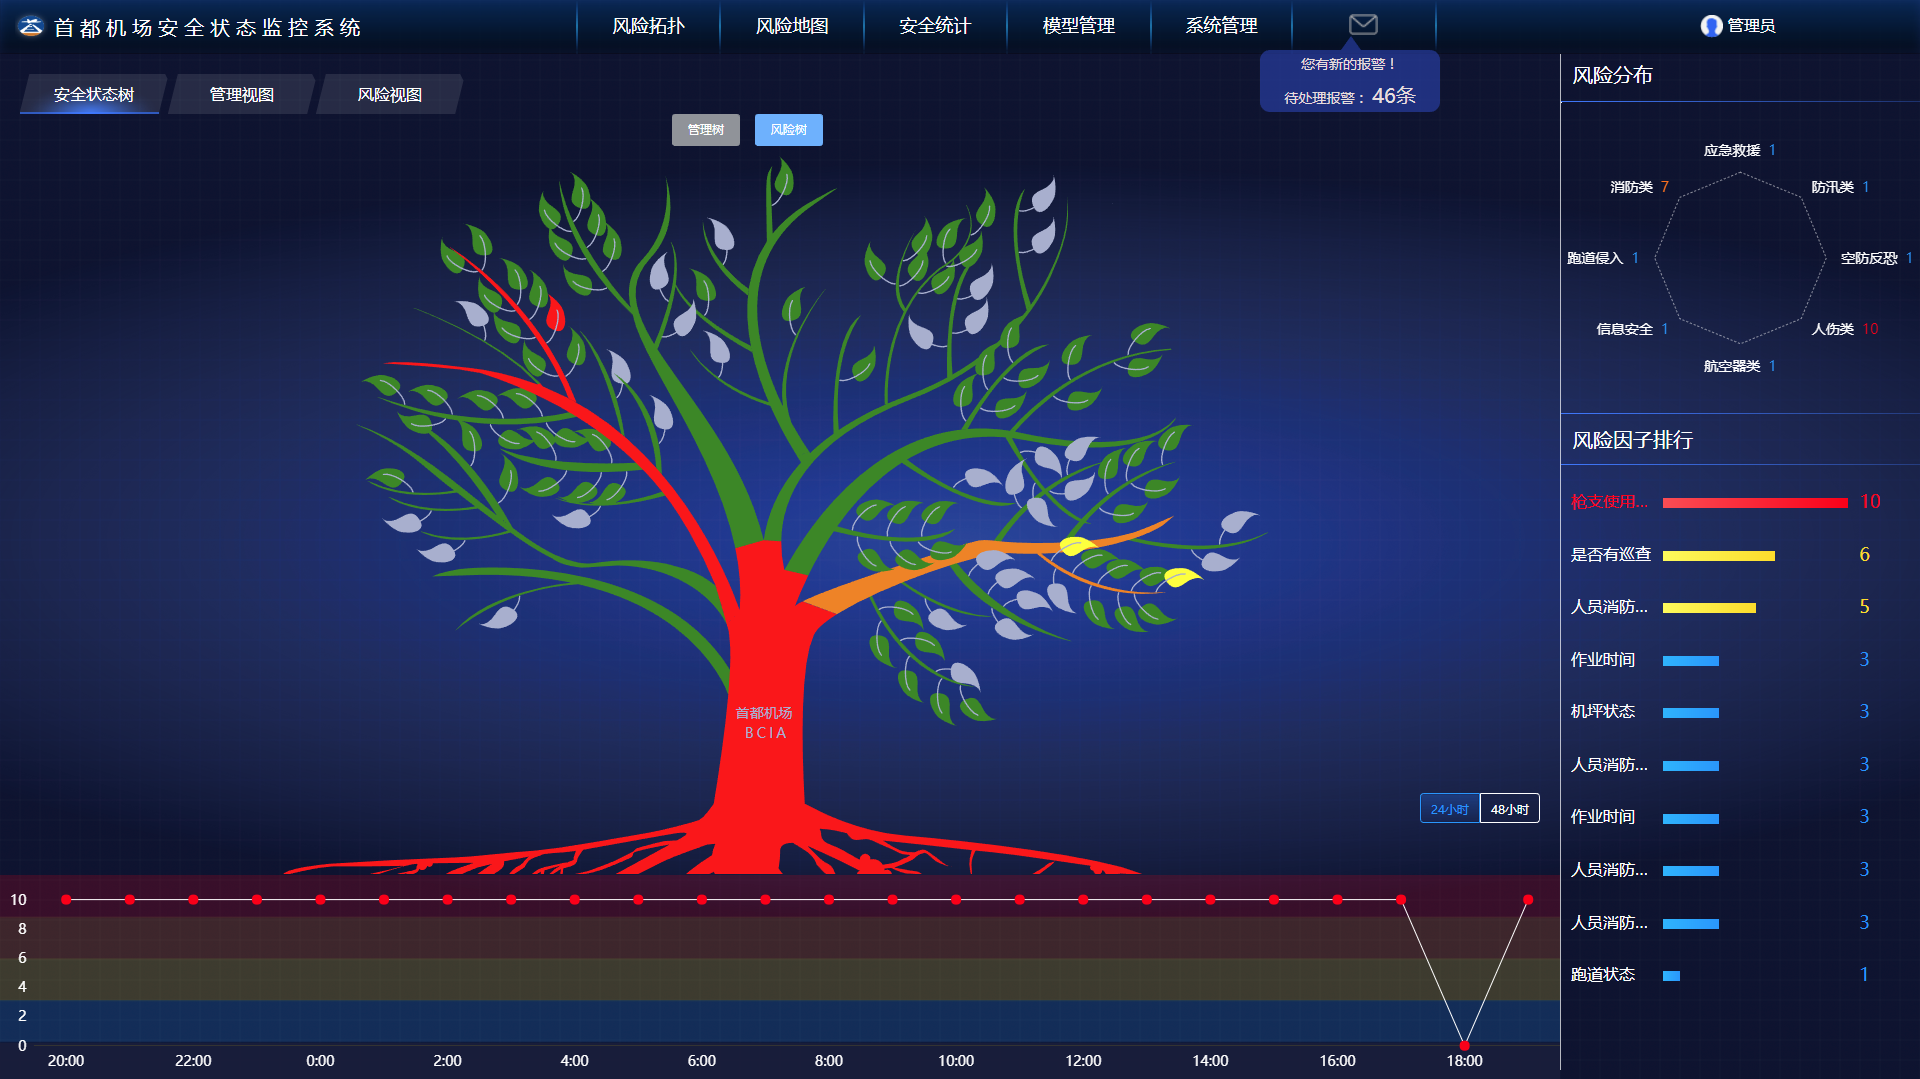 首都机场安全状态监控系统
风险拓扑
风险地图
安全统计
模型管理
系统管理
管理员
您有新的报警！
待处理报警：46条
安全状态树
管理视图
风险视图
管理树
风险树
首都机场
BCIA
24小时
48小时
10
8
6
4
2
0
20:00
22:00
0:00
2:00
4:00
6:00
8:00
10:00
12:00
14:00
16:00
18:00
风险分布
应急救援 1
消防类 7
防汛类 1
跑道侵入 1
空防反恐 1
信息安全 1
人伤类 10
航空器类 1
风险因子排行
枪支使用... 10
是否有巡查 6
人员消防... 5
作业时间 3
机坪状态 3
人员消防... 3
作业时间 3
人员消防... 3
人员消防... 3
跑道状态 1